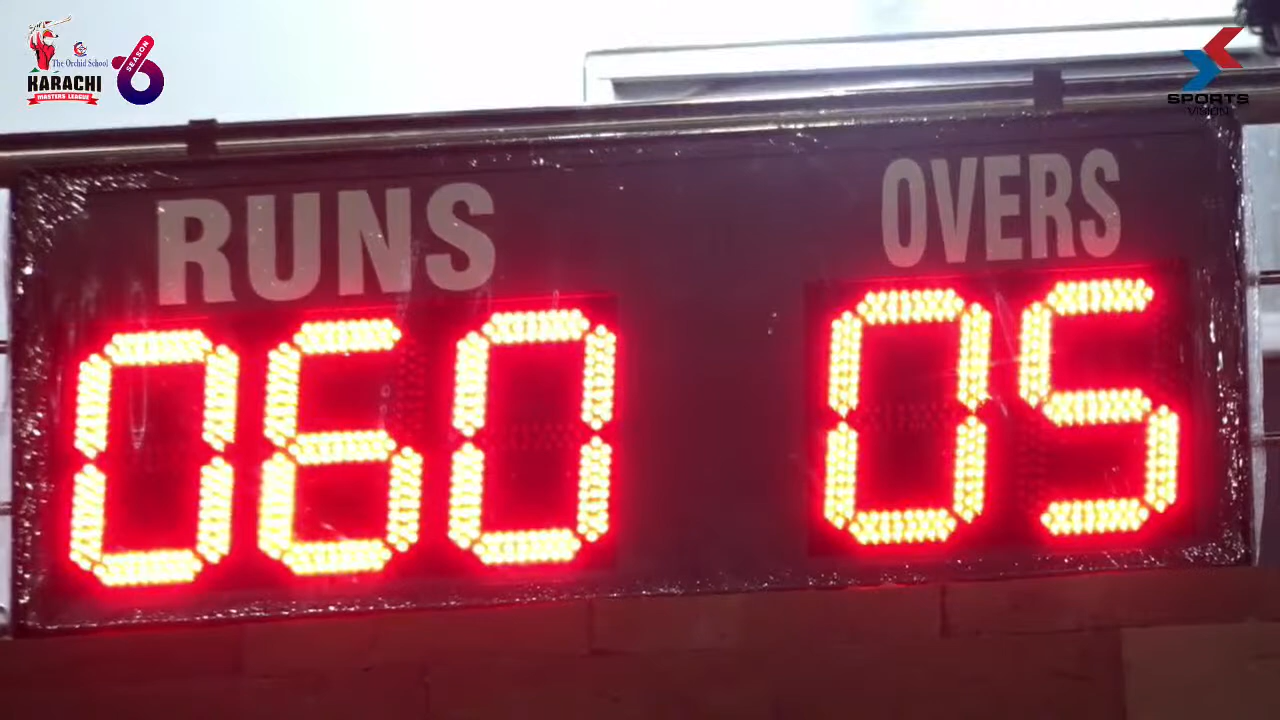 The Orchid School
KARACHI
MASTERS LEAGUE
SEASON
6
SPORTS
VISION
RUNS
OVERS
060
05